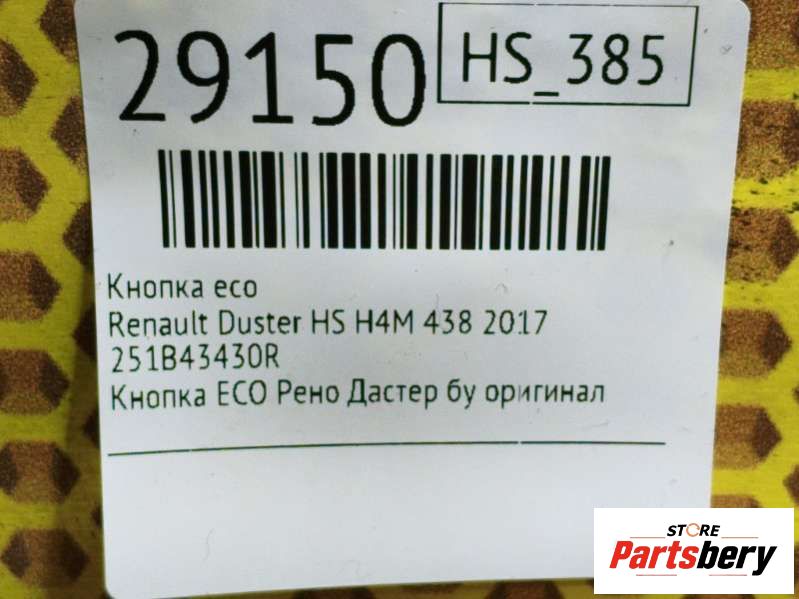 29150
HS_385
Кнопка eco
Renault Duster HS H4M 438 2017
251B43430R
Кнопка ECO Рено Дастер бу оригинал
STORE
Partsbery